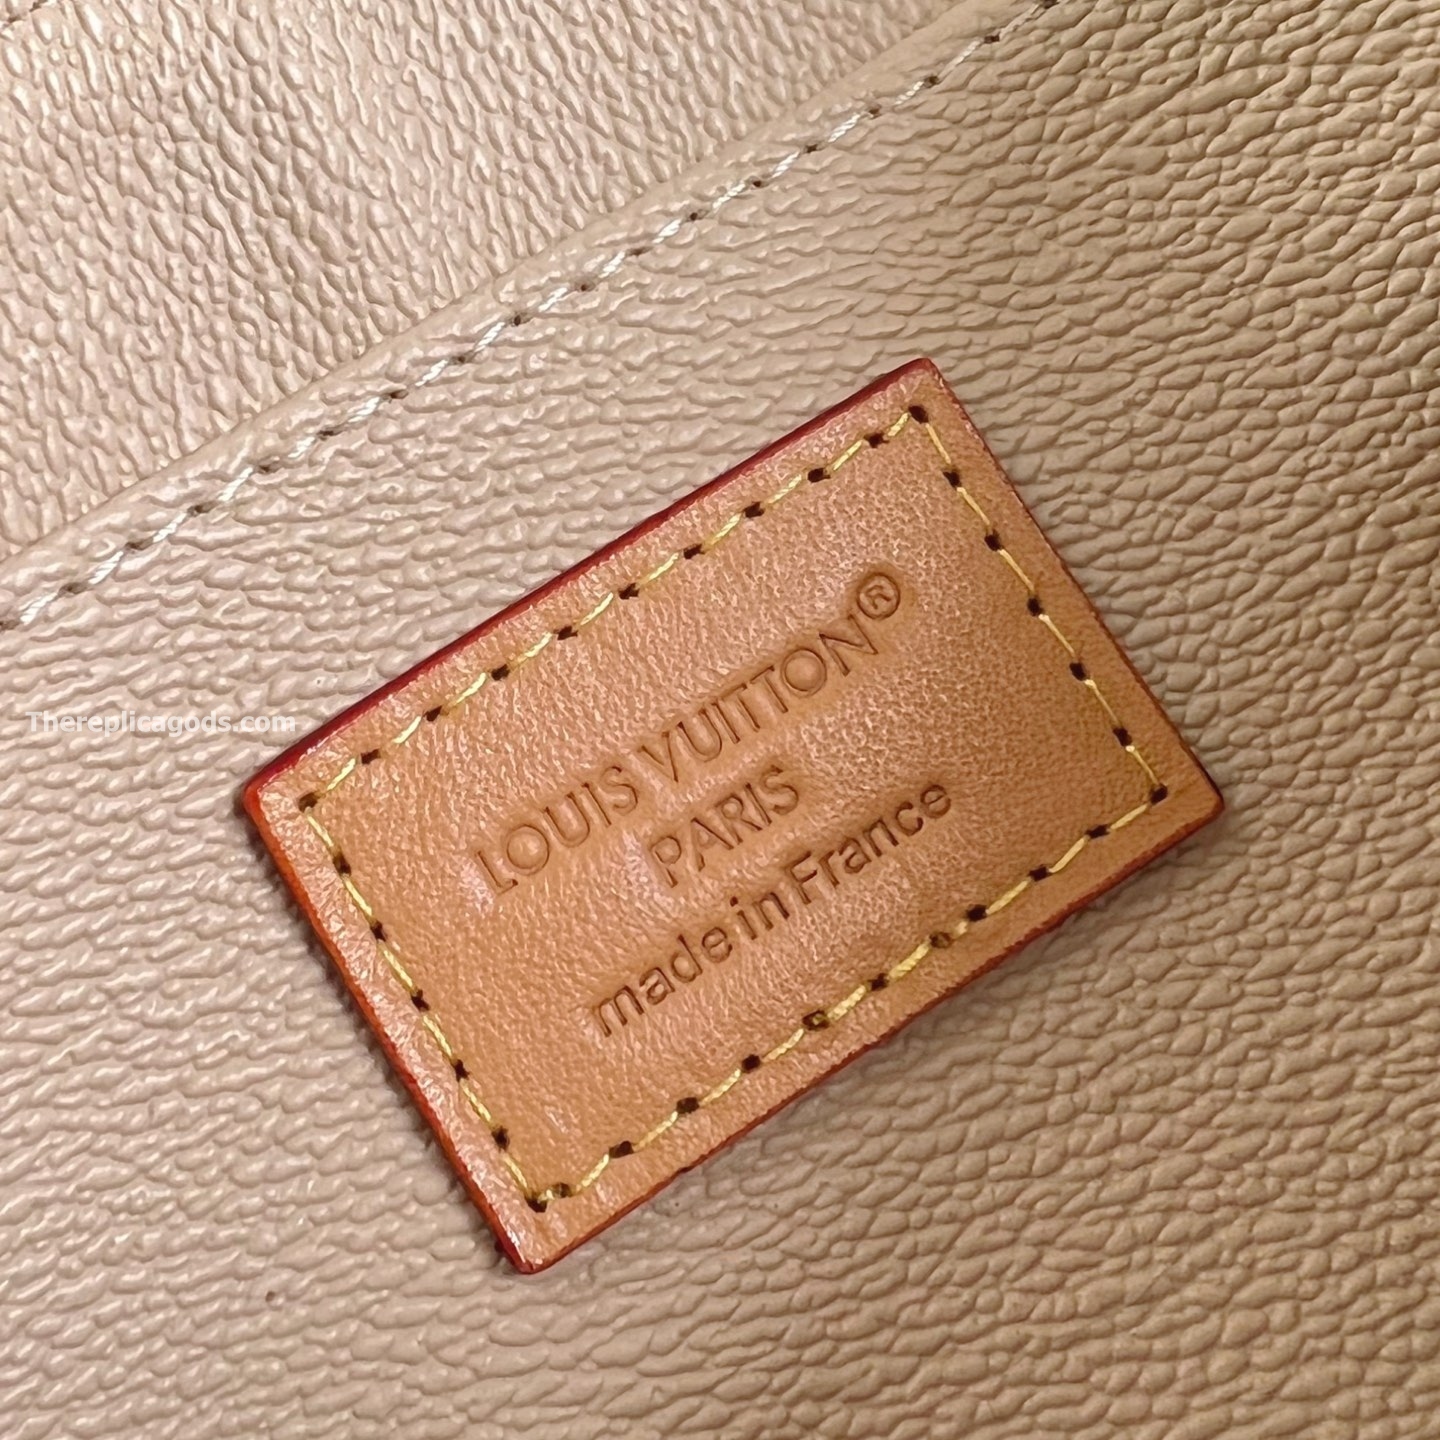 Thereplicagods.com
LOUIS VUITTON®
PARIS
made in France